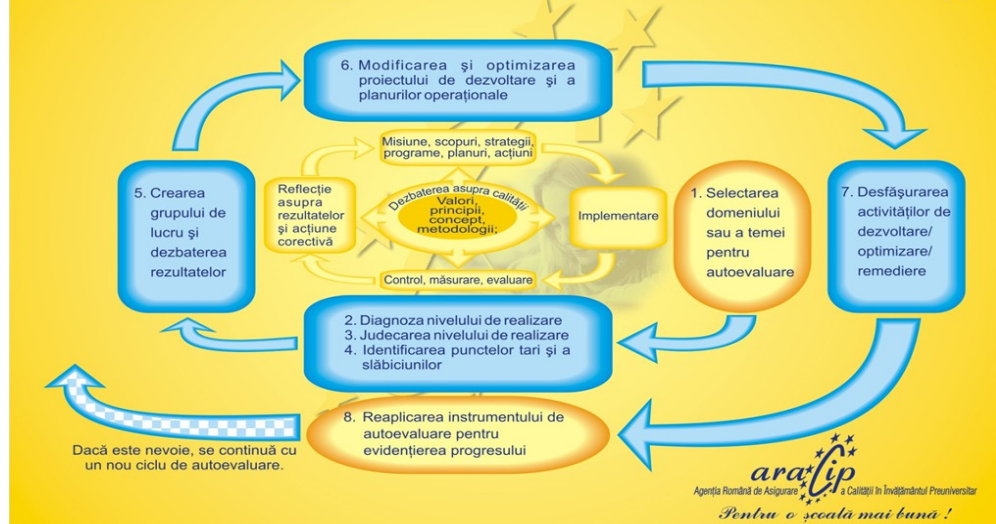 6. Modificarea şi optimizarea
proiectului de dezvoltare şi a
planurilor operaţionale
Misiune, scopuri, strategii,
programe, planuri, acţiuni
5. Crearea
grupului de
lucru şi
dezbaterea
rezultatelor
Reflecţie
asupra
rezultatelor
şi acţiune
corectivă
Dezbaterea asupra calităţii
Valori,
principii,
concept,
metodologii;
Implementare
1. Selectarea
domeniului
sau a temei
pentru
autoevaluare
7. Desfăşurarea
activităţilor de
dezvoltare/
optimizare/
remediere
Control, măsurare, evaluare
2. Diagnoza nivelului de realizare
3. Judecarea nivelului de realizare
4. Identificarea punctelor tari şi a
slăbiciunilor
8. Reaplicarea instrumentului de
autoevaluare pentru
evidenţierea progresului
Dacă este nevoie, se continuă cu
un nou ciclu de autoevaluare.
aracip
Agenţia Română de Asigurare a Calităţii în Învăţământul Preuniversitar
Pentru o şcoală mai bună !